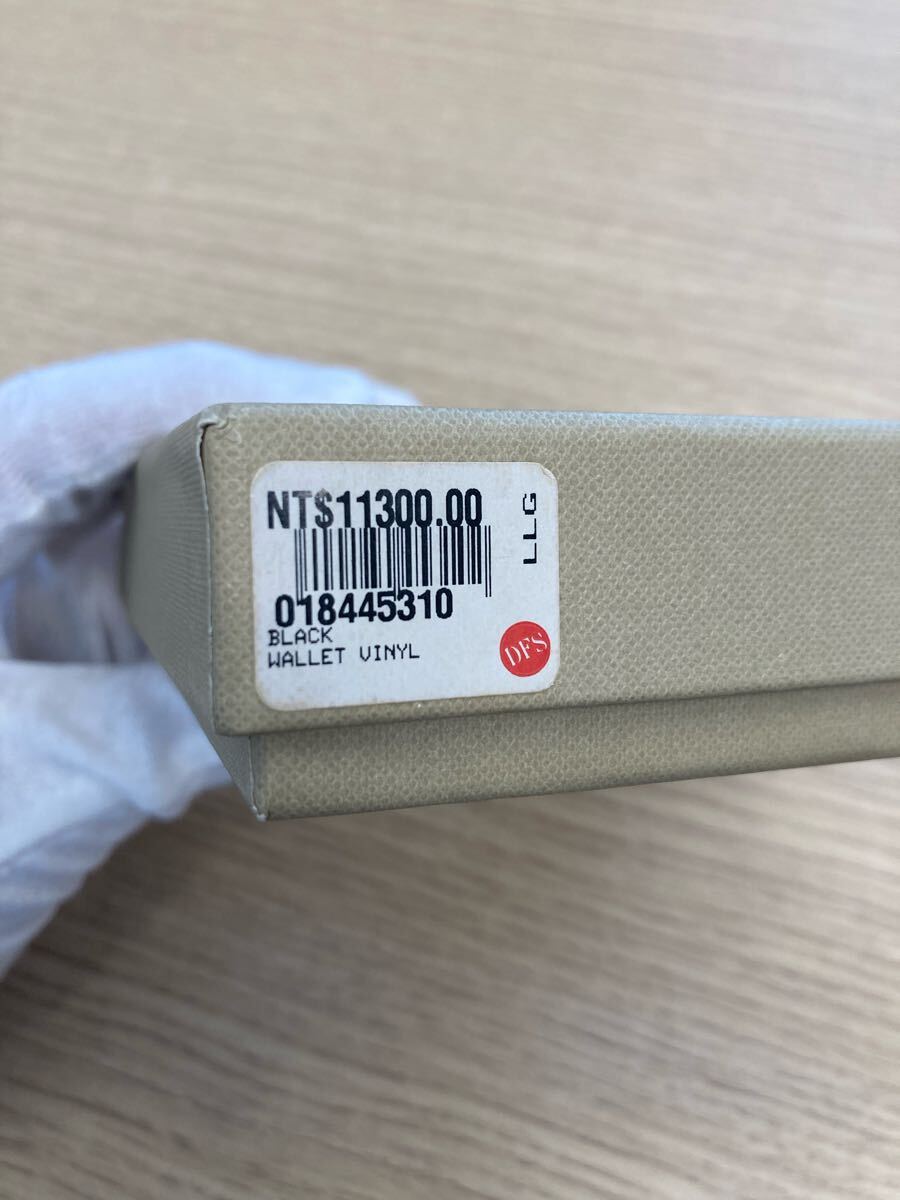 NT$11300.00
LLG
018445310
BLACK
WALLET VINYL
DFS